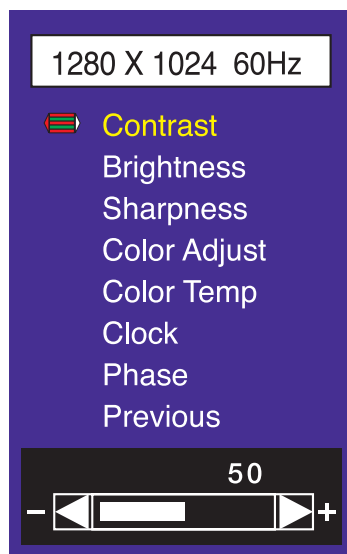 1280 X 1024 60Hz
Contrast
Brightness
Sharpness
Color Adjust
Color Temp
Clock
Phase
Previous
50
- +